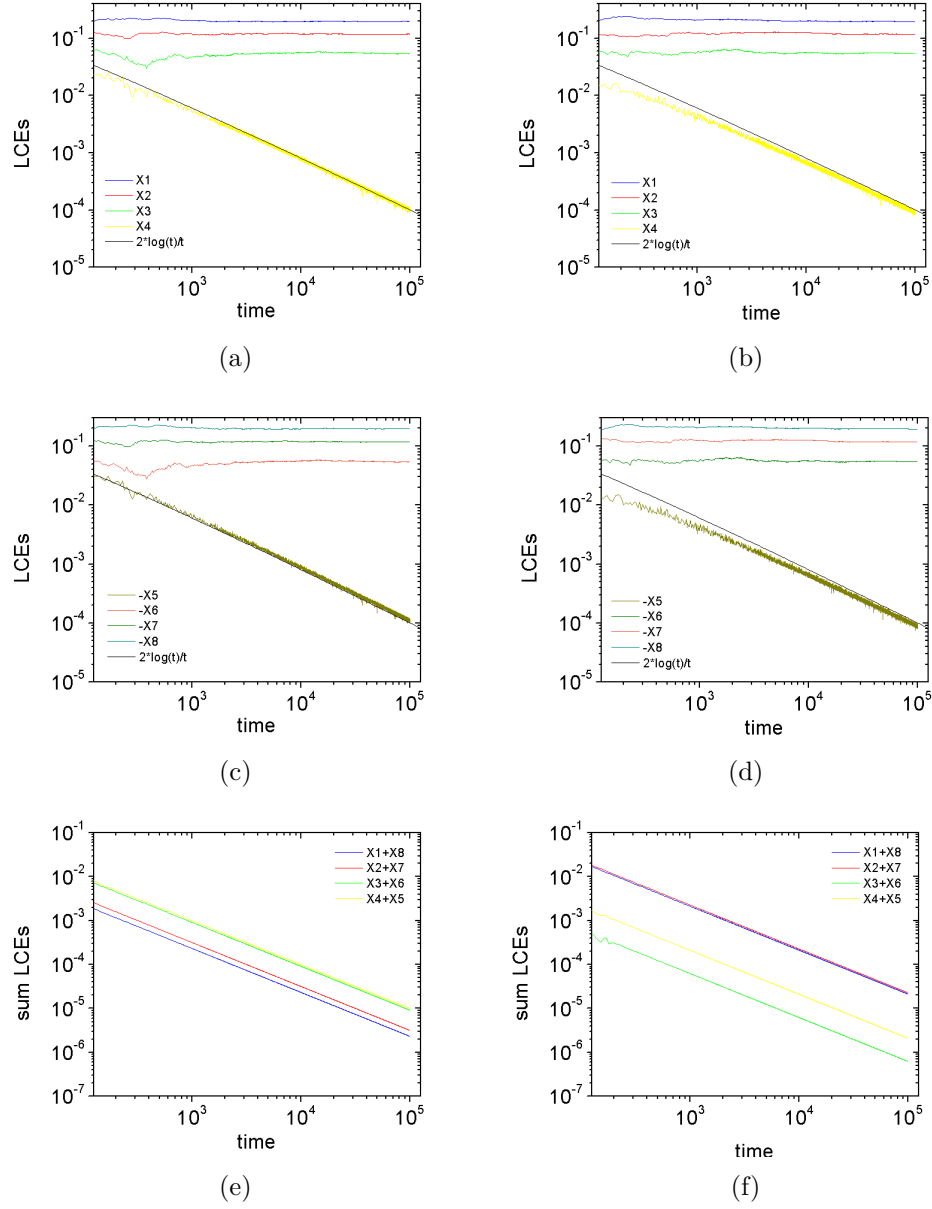 10^-1
10^-2
10^-3
10^-4
10^-5
LCEs
X1
X2
X3
X4
2*log(t)/t
10^3
10^4
10^5
time
(a)
10^-1
10^-2
10^-3
10^-4
10^-5
LCEs
X1
X2
X3
X4
2*log(t)/t
10^3
10^4
10^5
time
(b)
10^-1
10^-2
10^-3
10^-4
10^-5
LCEs
-X5
-X6
-X7
-X8
2*log(t)/t
10^3
10^4
10^5
time
(c)
10^-1
10^-2
10^-3
10^-4
10^-5
LCEs
-X5
-X6
-X7
-X8
2*log(t)/t
10^3
10^4
10^5
time
(d)
10^-1
10^-2
10^-3
10^-4
10^-5
10^-6
10^-7
sum LCEs
X1+X8
X2+X7
X3+X6
X4+X5
10^3
10^4
10^5
time
(e)
10^-1
10^-2
10^-3
10^-4
10^-5
10^-6
10^-7
sum LCEs
X1+X8
X2+X7
X3+X6
X4+X5
10^3
10^4
10^5
time
(f)